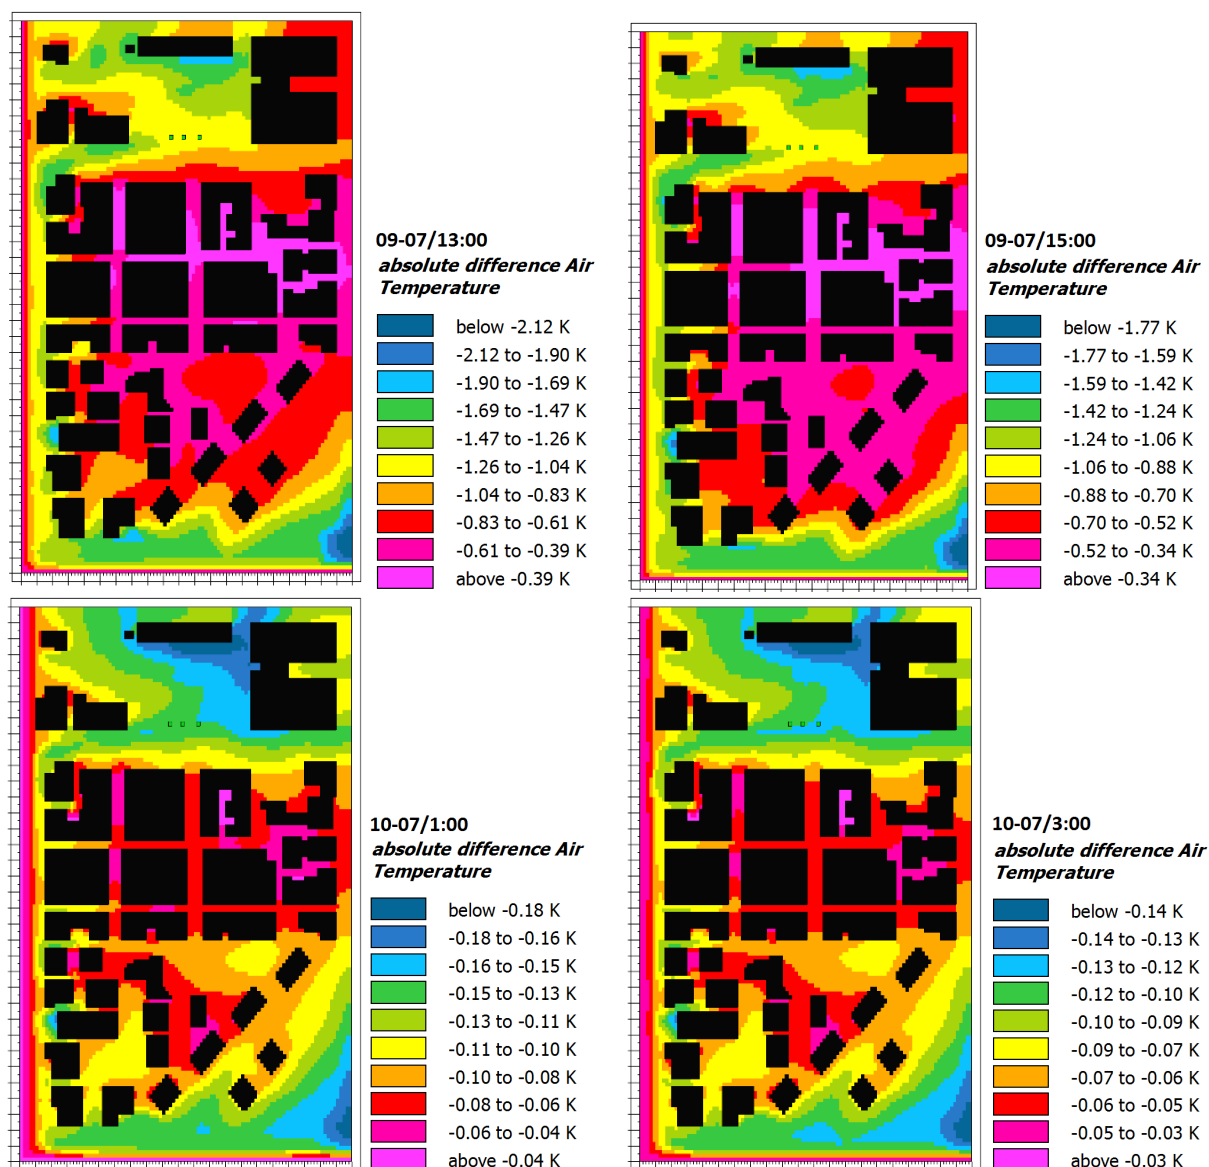 09-07/13:00
absolute difference Air
Temperature
below -2.12 K
-2.12 to -1.90 K
-1.90 to -1.69 K
-1.69 to -1.47 K
-1.47 to -1.26 K
-1.26 to -1.04 K
-1.04 to -0.83 K
-0.83 to -0.61 K
-0.61 to -0.39 K
above -0.39 K
09-07/15:00
absolute difference Air
Temperature
below -1.77 K
-1.77 to -1.59 K
-1.59 to -1.42 K
-1.42 to -1.24 K
-1.24 to -1.06 K
-1.06 to -0.88 K
-0.88 to -0.70 K
-0.70 to -0.52 K
-0.52 to -0.34 K
above -0.34 K
10-07/1:00
absolute difference Air
Temperature
below -0.18 K
-0.18 to -0.16 K
-0.16 to -0.15 K
-0.15 to -0.13 K
-0.13 to -0.11 K
-0.11 to -0.10 K
-0.10 to -0.08 K
-0.08 to -0.06 K
-0.06 to -0.04 K
above -0.04 K
10-07/3:00
absolute difference Air
Temperature
below -0.14 K
-0.14 to -0.13 K
-0.13 to -0.12 K
-0.12 to -0.10 K
-0.10 to -0.09 K
-0.09 to -0.07 K
-0.07 to -0.06 K
-0.06 to -0.05 K
-0.05 to -0.03 K
above -0.03 K